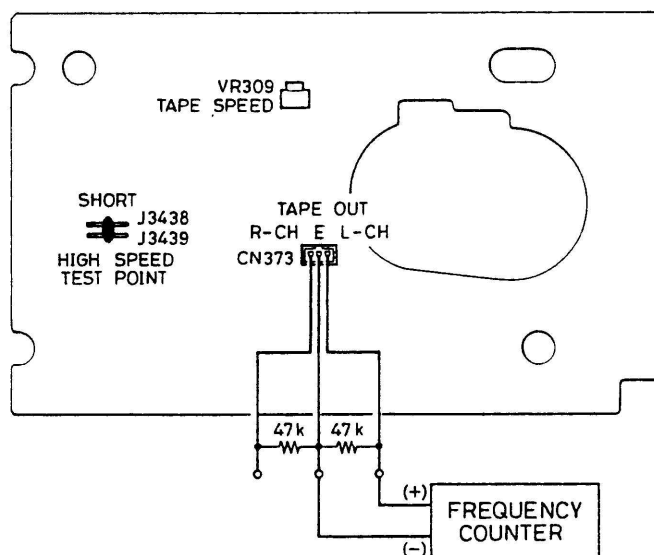 VR309
TAPE SPEED
SHORT
J3438
J3439
HIGH SPEED
TEST POINT
TAPE OUT
R-CH E L-CH
CN373
47k 47k
(+)
(-)
FREQUENCY
COUNTER